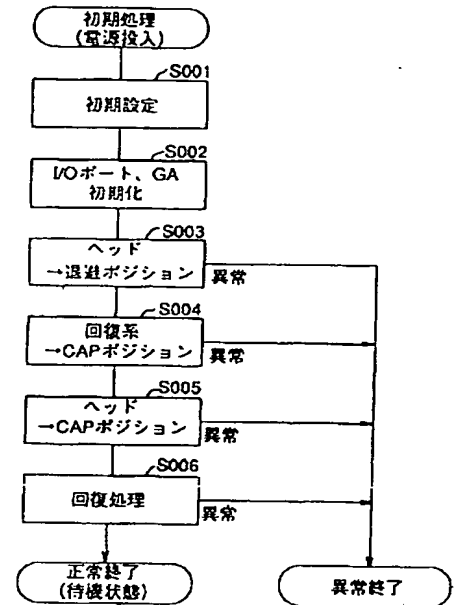 初期処理
(電源投入)
S001
初期設定
S002
I/Oポート、GA
初期化
S003
ヘッド
→退避ポジション
異常
S004
回復系
→CAPポジション
異常
S005
ヘッド
→CAPポジション
異常
S006
回復処理
異常
正常終了
(待機状態)
異常終了